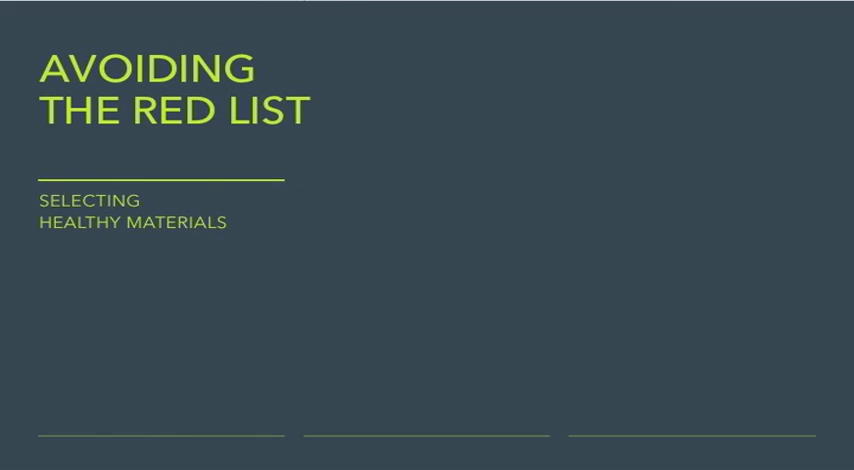 AVOIDING
THE RED LIST
SELECTING
HEALTHY MATERIALS